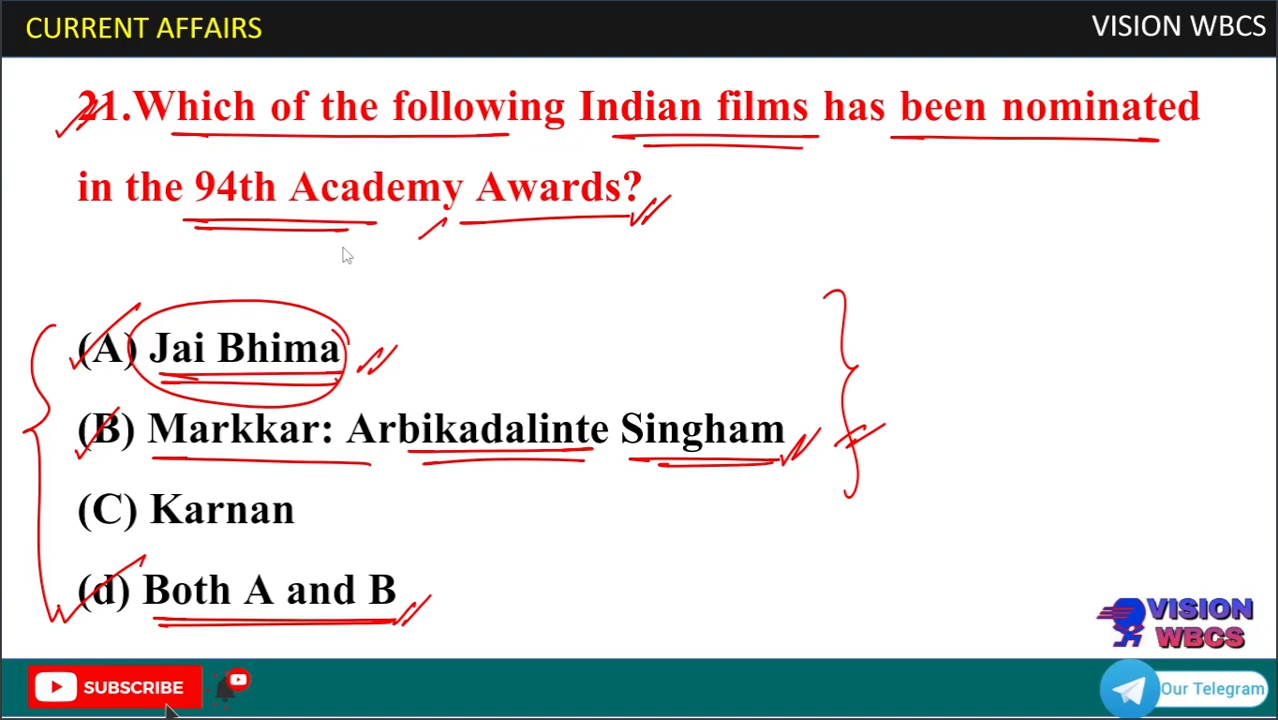 CURRENT AFFAIRS
VISION WBCS
21.Which of the following Indian films has been nominated
in the 94th Academy Awards?
(A) Jai Bhima
(B) Markkar: Arbikadalinte Singham
(C) Karnan
(d) Both A and B
VISION
WBCS
SUBSCRIBE
Our Telegram